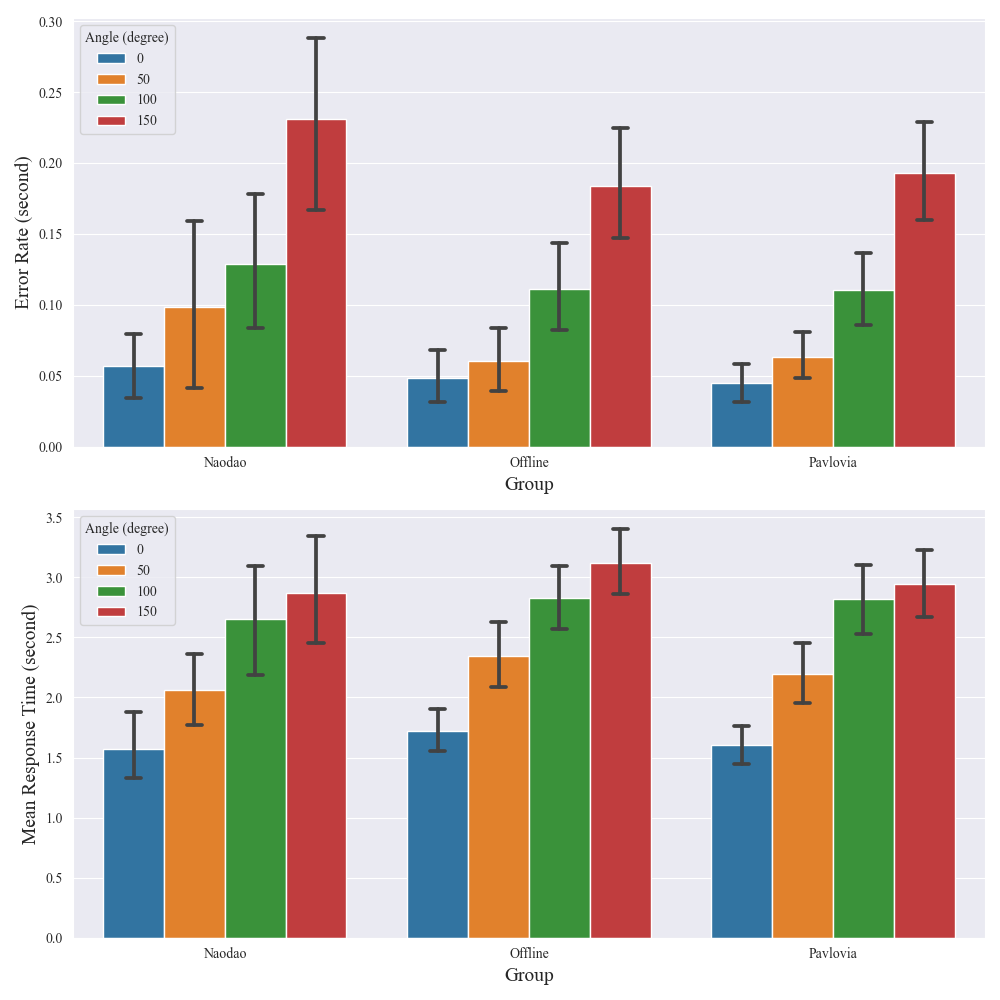 Error Rate (second)
0.30
0.25
0.20
0.15
0.10
0.05
0.00
Angle (degree)
0
50
100
150
Naodao Offline Pavlovia
Group
Mean Response Time (second)
3.5
3.0
2.5
2.0
1.5
1.0
0.5
0.0
Angle (degree)
0
50
100
150
Naodao Offline Pavlovia
Group